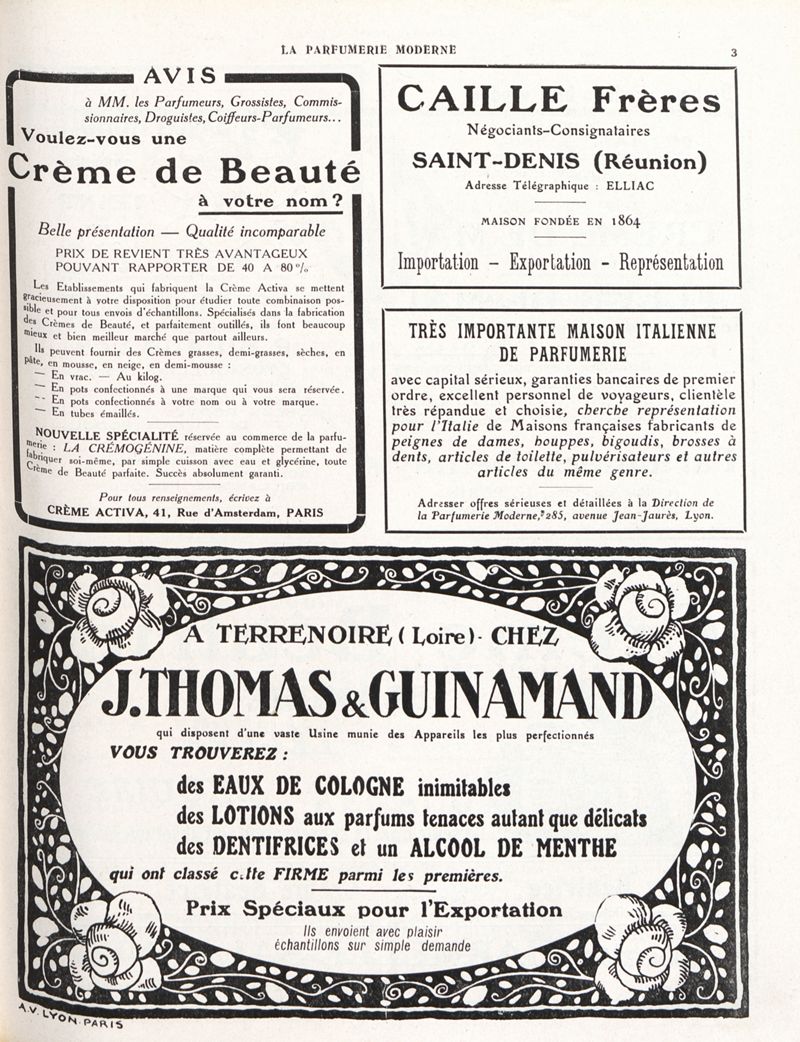 LA PARFUMERIE MODERNE
3
AVIS
à MM. les Parfumeurs, Grossistes, Commis-
sionnaires, Droguistes, Coiffeurs-Parfumeurs...
Voulez-vous une
Crème de Beauté
à votre nom ?
Belle présentation — Qualité incomparable
PRIX DE REVIENT TRÈS AVANTAGEUX
POUVANT RAPPORTER DE 40 A 80 %
Les Etablissements qui fabriquent la Crème Activa se mettent
gracieusement à votre disposition pour étudier toute combinaison pos-
sible et pour tous envois d'échantillons. Spécialisés dans la fabrication
des Crèmes de Beauté, et parfaitement outillés, ils font beaucoup
mieux et bien meilleur marché que partout ailleurs.
Ils peuvent fournir des Crèmes grasses, demi-grasses, sèches, en
pâte, en mousse, en neige, en demi-mousse :
— En vrac. — Au kilog.
— En pots confectionnés à une marque qui vous sera réservée.
-- En pots confectionnés à votre nom ou à votre marque.
— En tubes émaillés.
NOUVELLE SPÉCIALITÉ réservée au commerce de la parfu-
merie : LA CRÉMOGÉNINE, matière complète permettant de
fabriquer soi-même, par simple cuisson avec eau et glycérine, toute
Crème de Beauté parfaite. Succès absolument garanti.
Pour tous renseignements, écrivez à
CRÈME ACTIVA, 41, Rue d'Amsterdam, PARIS
CAILLE Frères
Négociants-Consignataires
SAINT-DENIS (Réunion)
Adresse Télégraphique : ELLIAC
MAISON FONDÉE EN 1864
Importation - Exportation - Représentation
TRÈS IMPORTANTE MAISON ITALIENNE
DE PARFUMERIE
avec capital sérieux, garanties bancaires de premier
ordre, excellent personnel de voyageurs, clientèle
très répandue et choisie, cherche représentation
pour l'Italie de Maisons françaises fabricants de
peignes de dames, houppes, bigoudis, brosses à
dents, articles de toilette, pulvérisateurs et autres
articles du même genre.
Adresser offres sérieuses et détaillées à la Direction de
la Parfumerie Moderne, 285, avenue Jean-Jaurès, Lyon.
A TERRENOIRE (Loire) - CHEZ
J. THOMAS & GUINAMAND
qui disposent d'une vaste Usine munie des Appareils les plus perfectionnés
VOUS TROUVEREZ :
des EAUX DE COLOGNE inimitables
des LOTIONS aux parfums tenaces autant que délicats
des DENTIFRICES et un ALCOOL DE MENTHE
qui ont classé cette FIRME parmi les premières.
Prix Spéciaux pour l'Exportation
Ils envoient avec plaisir
échantillons sur simple demande
A.V. LYON-PARIS